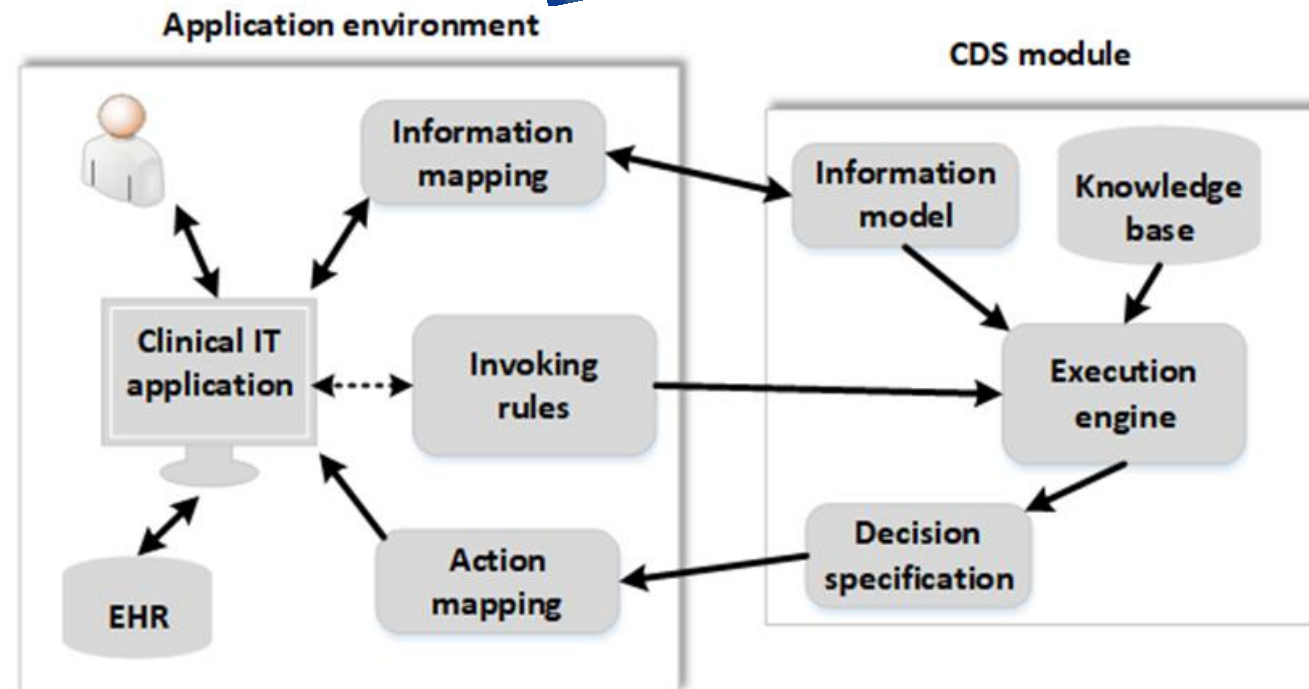 Application environment
CDS module
Information
mapping
Information
model
Knowledge
base
Clinical IT
application
Invoking
rules
Execution
engine
Decision
specification
Action
mapping
EHR